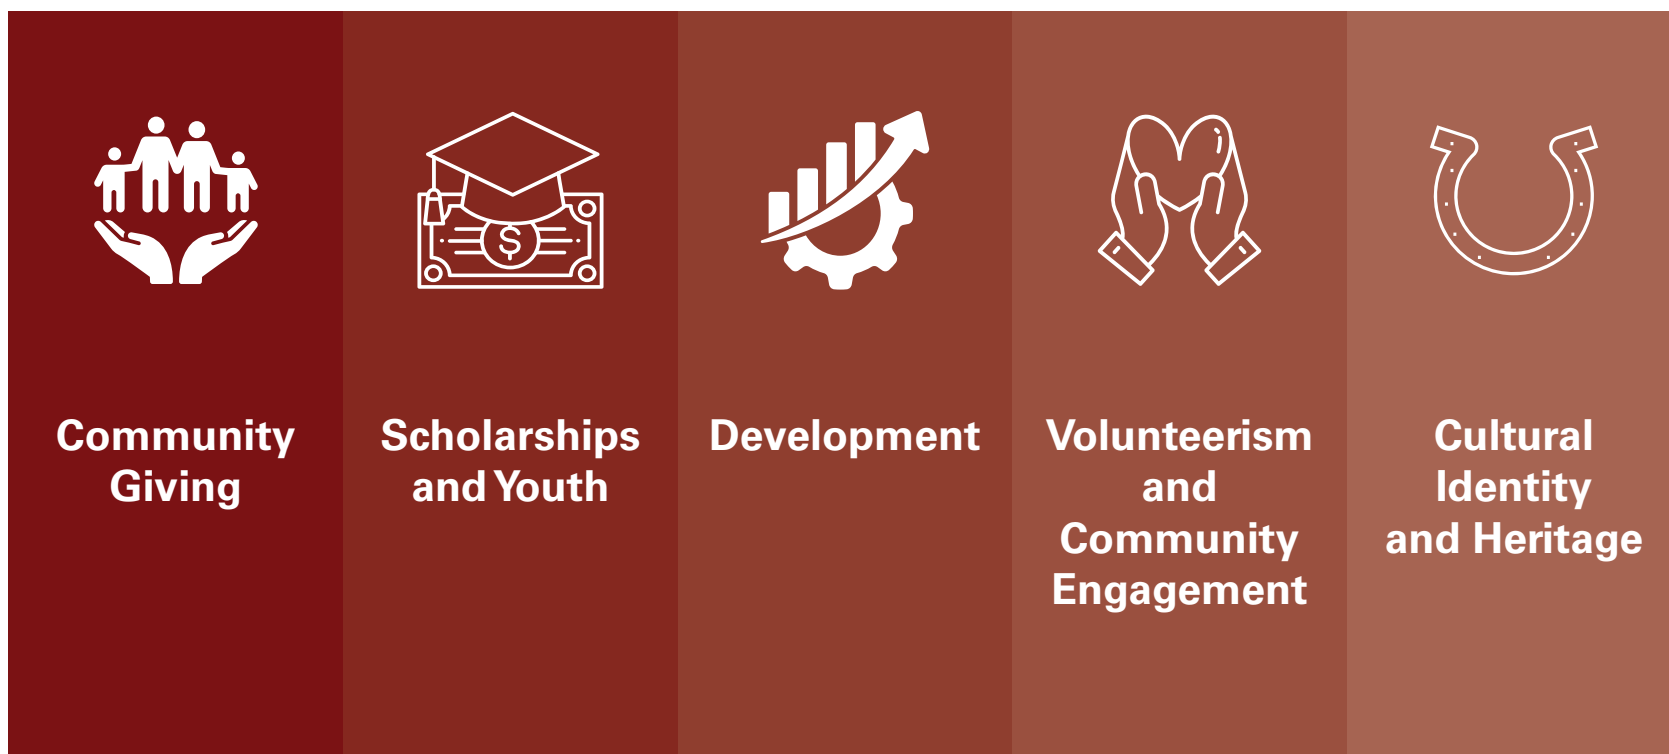 Community
Giving
Scholarships
and Youth
Development
Volunteerism
and
Community
Engagement
Cultural
Identity
and Heritage
$